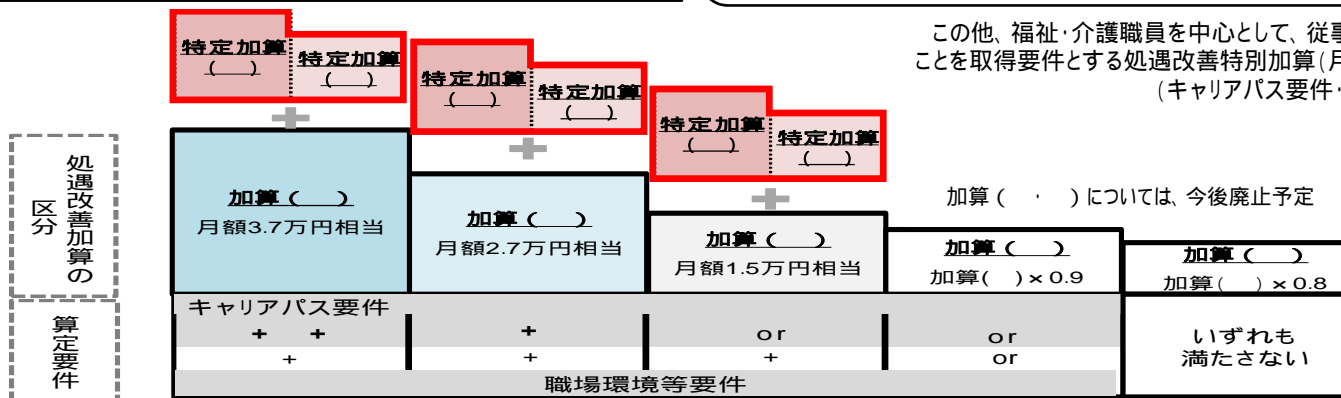 この他、福祉・介護職員を中心として、従事
ことを取得要件とする処遇改善特別加算(月
(キャリアパス要件・
特定加算
(　)
特定加算
(　)
特定加算
(　)
特定加算
(　)
特定加算
(　)
特定加算
(　)
処遇改善加算の
区分
加算(　)
月額3.7万円相当
加算(　)
月額2.7万円相当
加算(　)
月額1.5万円相当
加算(　・　)については、今後廃止予定
加算(　)
加算(　)×0.9
加算(　)
加算(　)×0.8
算定要件
キャリアパス要件
+ +
+
or
or
いずれも
満たさない
+
+
+
or
職場環境等要件